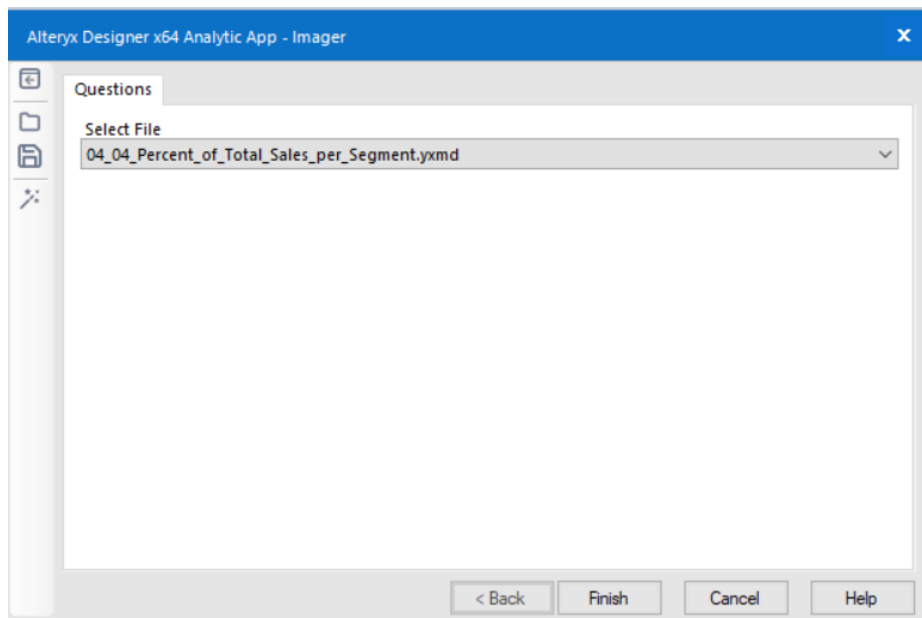 Alteryx Designer x64 Analytic App - Imager
x
Questions
Select File
04_04_Percent_of_Total_Sales_per_Segment.yxmd
< Back
Finish
Cancel
Help